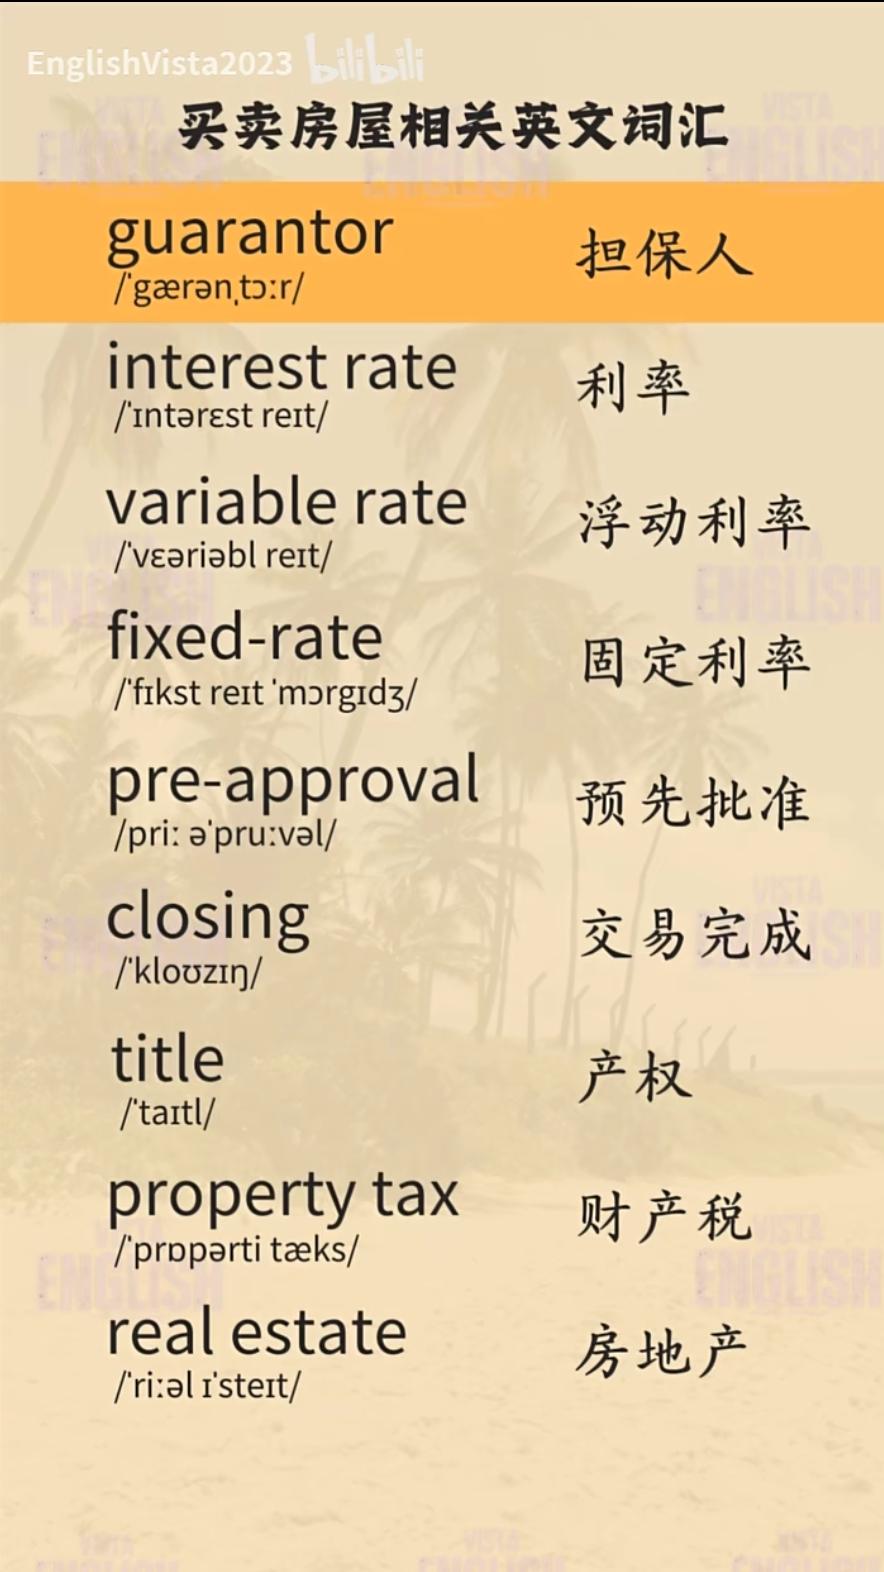 EnglishVista2023 bilibili
买卖房屋相关英文词汇
guarantor 担保人
/ˈɡærənˌtɔːr/
interest rate 利率
/ˈɪntərɛst reɪt/
variable rate 浮动利率
/ˈvɛəriəbl reɪt/
fixed-rate 固定利率
/ˈfɪkst reɪt ˈmɔrgɪdʒ/
pre-approval 预先批准
/priː əˈpruːvəl/
closing 交易完成
/ˈkloʊzɪŋ/
title 产权
/ˈtaɪtl/
property tax 财产税
/ˈprɒpərti tæks/
real estate 房地产
/ˈriːəl ɪˈsteɪt/
VISTA ENGLISH